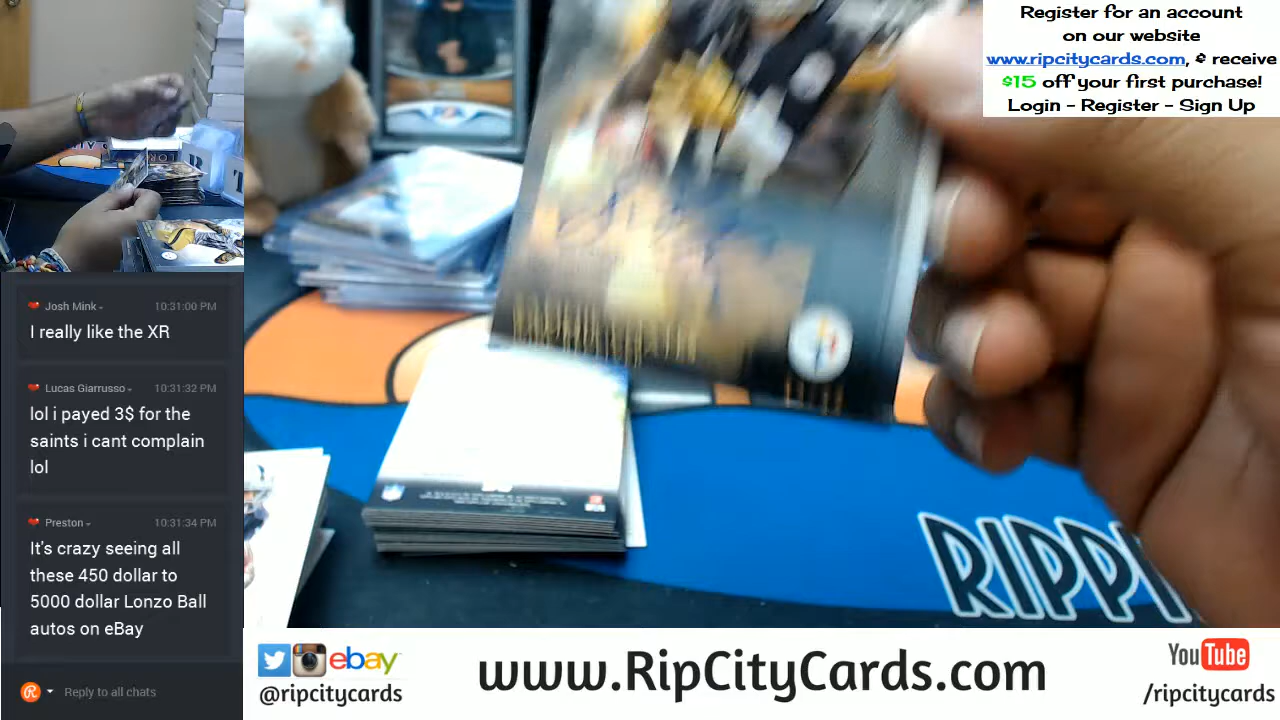 Register for an account
on our website
www.ripcitycards.com, & receive
$15 off your first purchase!
Login - Register - Sign Up
Josh Mink
10:31:00 PM
I really like the XR
Lucas Giarrusso
10:31:32 PM
lol i payed 3$ for the
saints i cant complain
lol
Preston
10:31:34 PM
It's crazy seeing all
these 450 dollar to
5000 dollar Lonzo Ball
autos on eBay
Reply to all chats
RIPPI
ebay
@ripcitycards
www.RipCityCards.com
YouTube
/ripcitycards